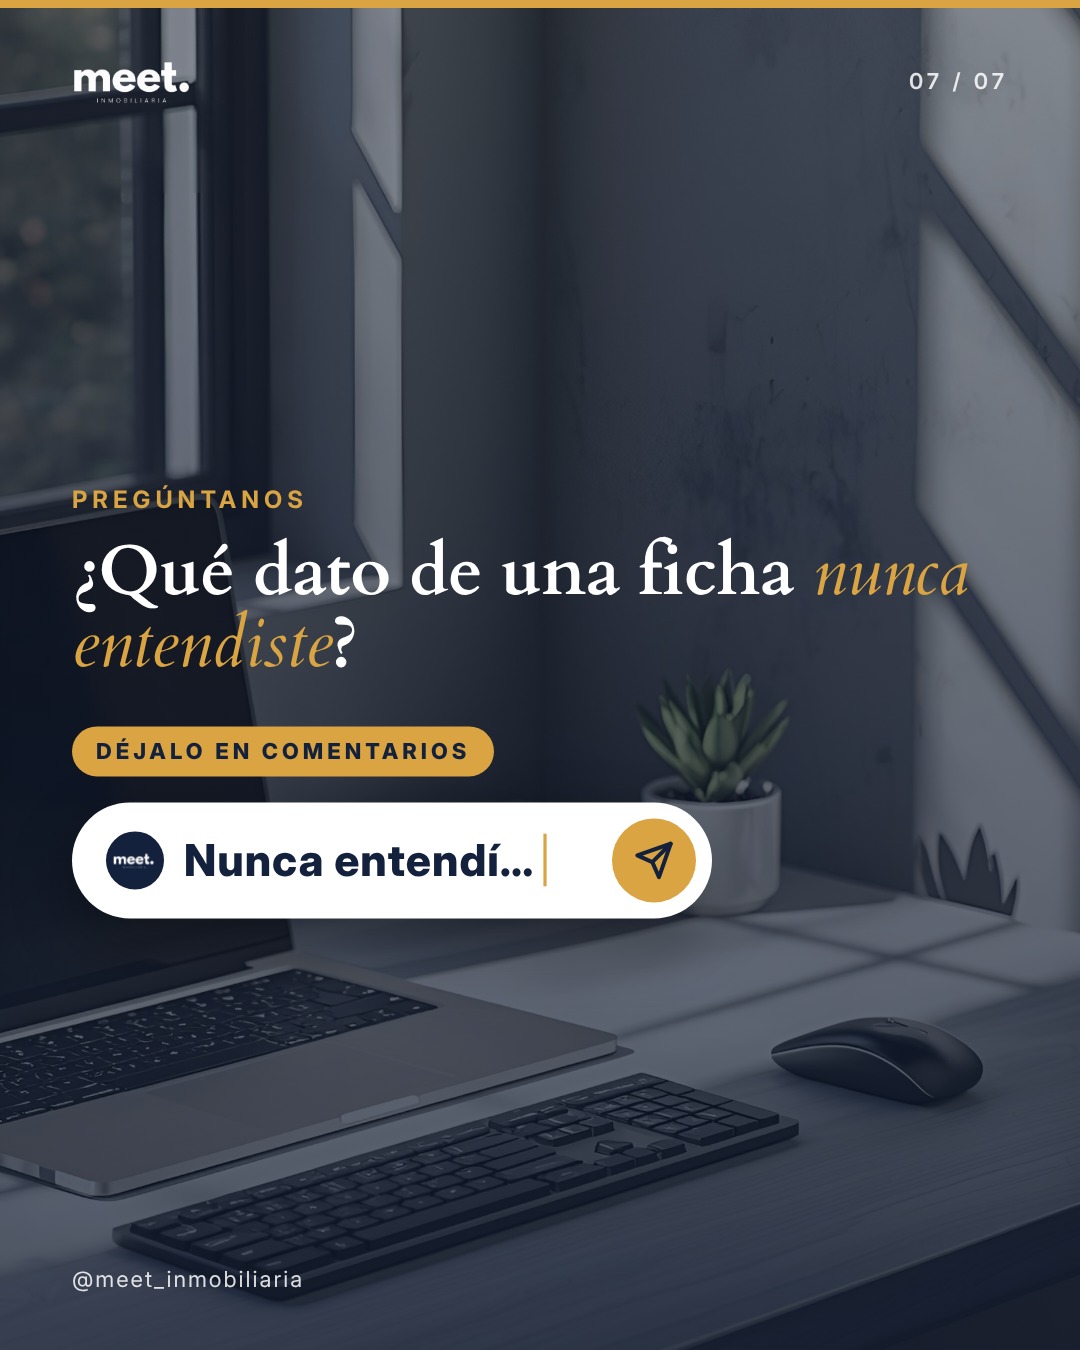 meet.
INMOBILIARIA
07 / 07
PREGÚNTANOS
¿Qué dato de una ficha nunca
entendiste?
DÉJALO EN COMENTARIOS
meet.
Nunca entendí...
@meet_inmobiliaria